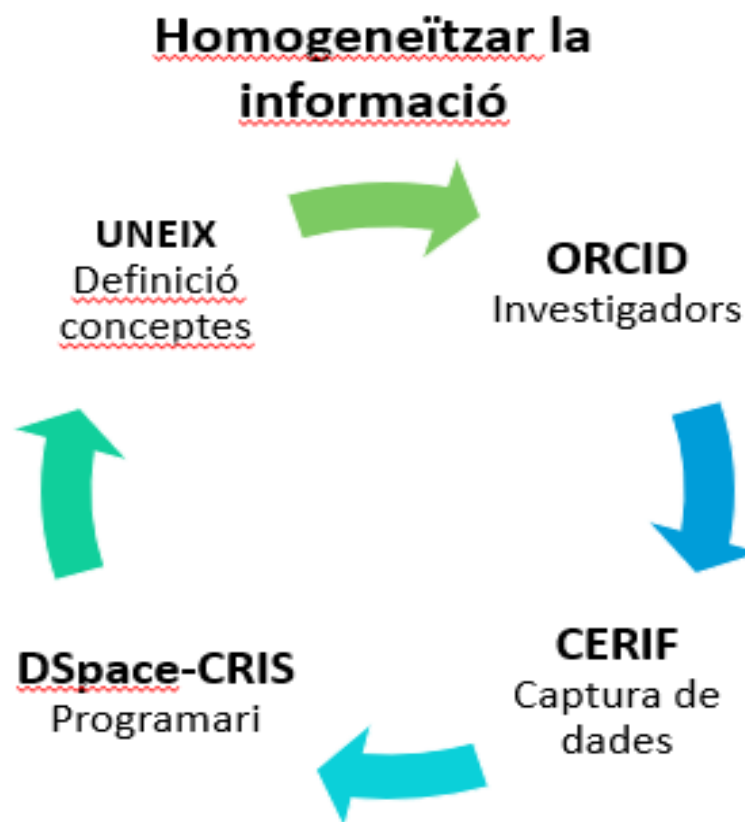 Homogeneïtzar la
informació
UNEIX
Definició
conceptes
ORCID
Investigadors
CERIF
Captura de
dades
DSpace-CRIS
Programari